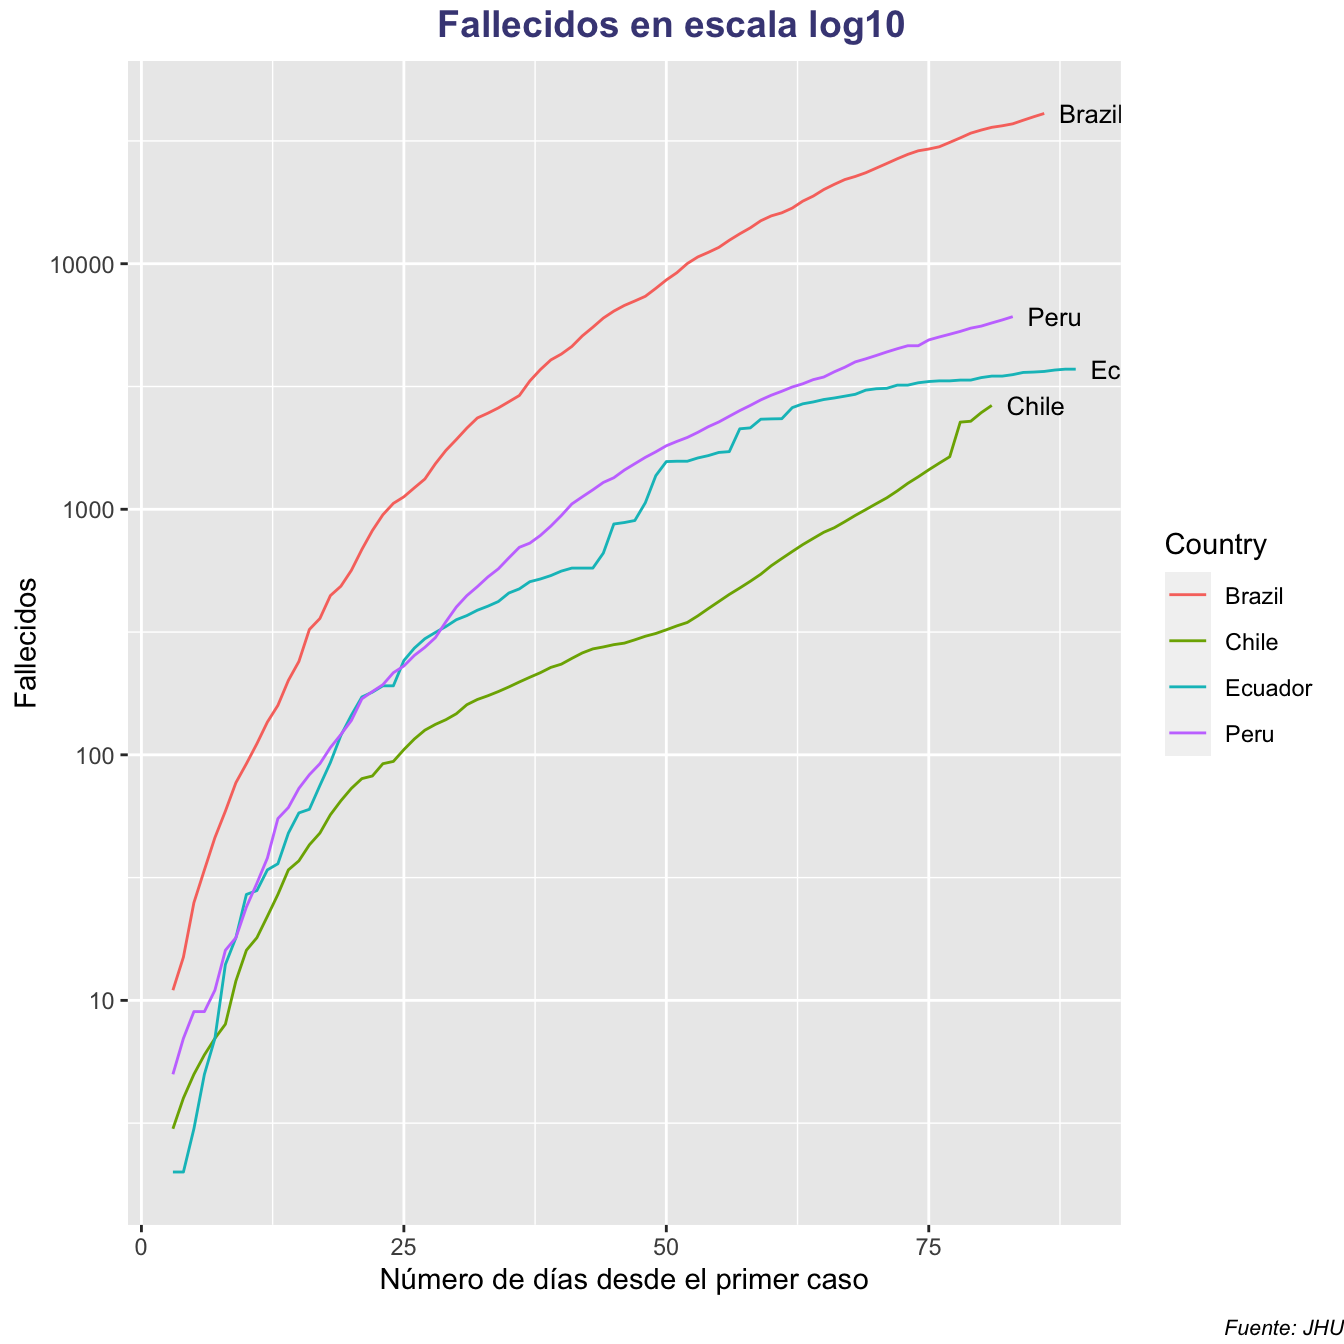 Fallecidos en escala log10
Fallecidos
10000
1000
100
10
Brazil
Peru
Ec
Chile
0 25 50 75
Número de días desde el primer caso
Country
Brazil
Chile
Ecuador
Peru
Fuente: JHU